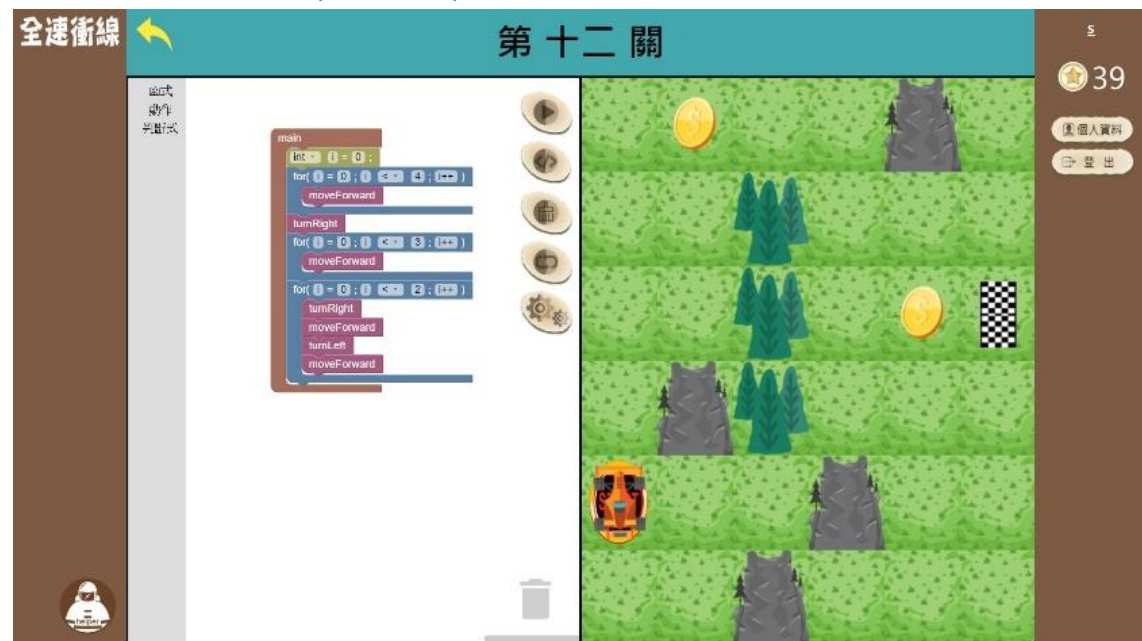 全速衝線
第十二關
s
39
個人資料
登出
函式
動作
判斷式
main
int i = 0 ;
for( i = 0 ; i < 4 ; i++ )
moveForward
turnRight
for( i = 0 ; i < 3 ; i++ )
moveForward
for( i = 0 ; i < 2 ; i++ )
turnRight
moveForward
turnLeft
moveForward
helper